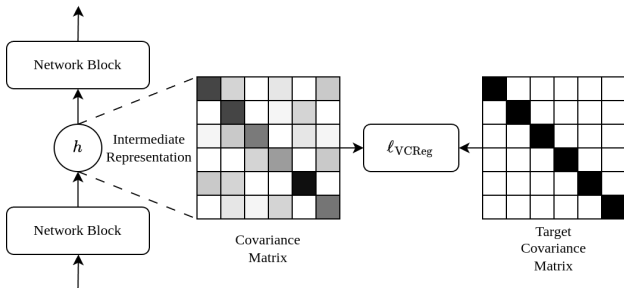 Network Block
h
Intermediate
Representation
ℓVCReg
Network Block
Covariance
Matrix
Target
Covariance
Matrix